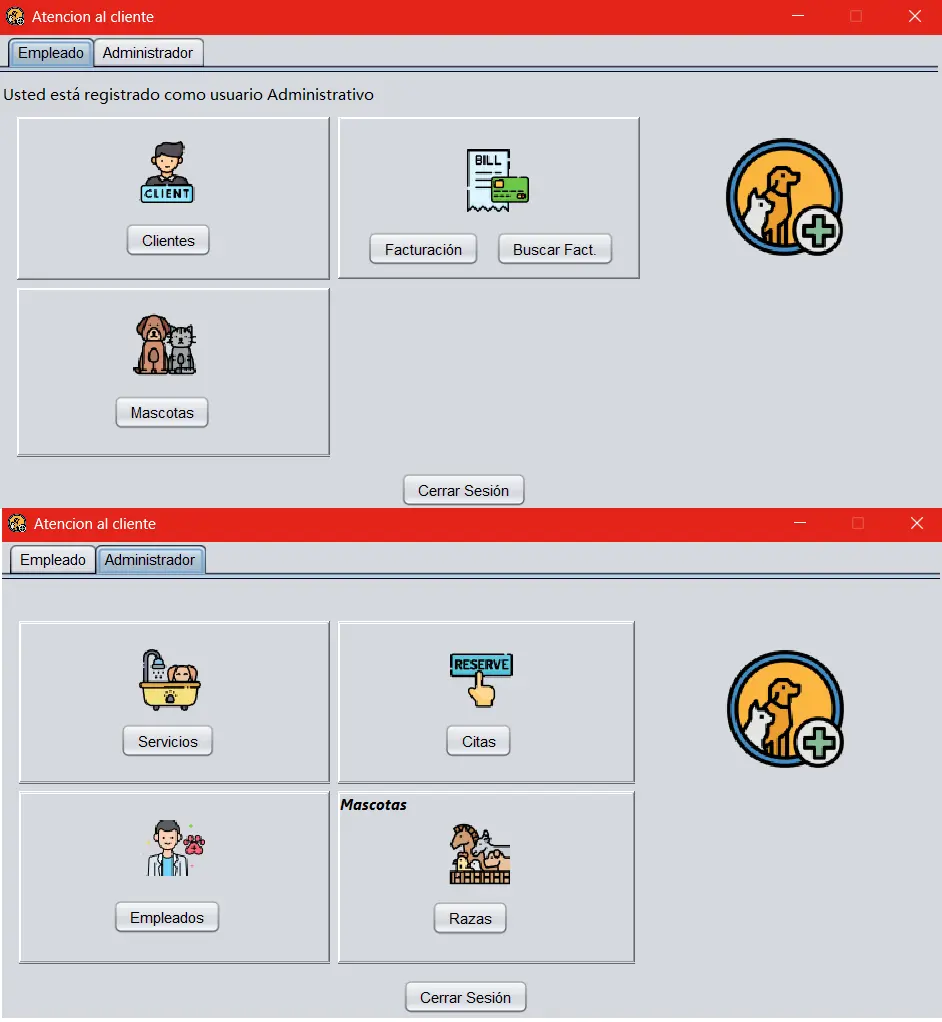 Atencion al cliente
Empleado Administrador
Usted está registrado como usuario Administrativo
CLIENT
Clientes
BILL
Facturación Buscar Fact.
Mascotas
Cerrar Sesión
Atencion al cliente
Empleado Administrador
Servicios
RESERVE
Citas
Empleados
Mascotas
Razas
Cerrar Sesión